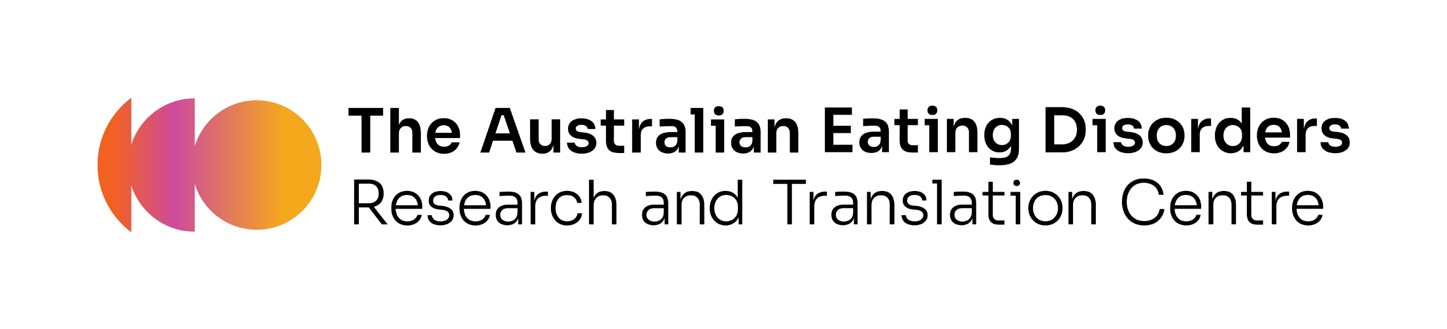 The Australian Eating Disorders
Research and Translation Centre